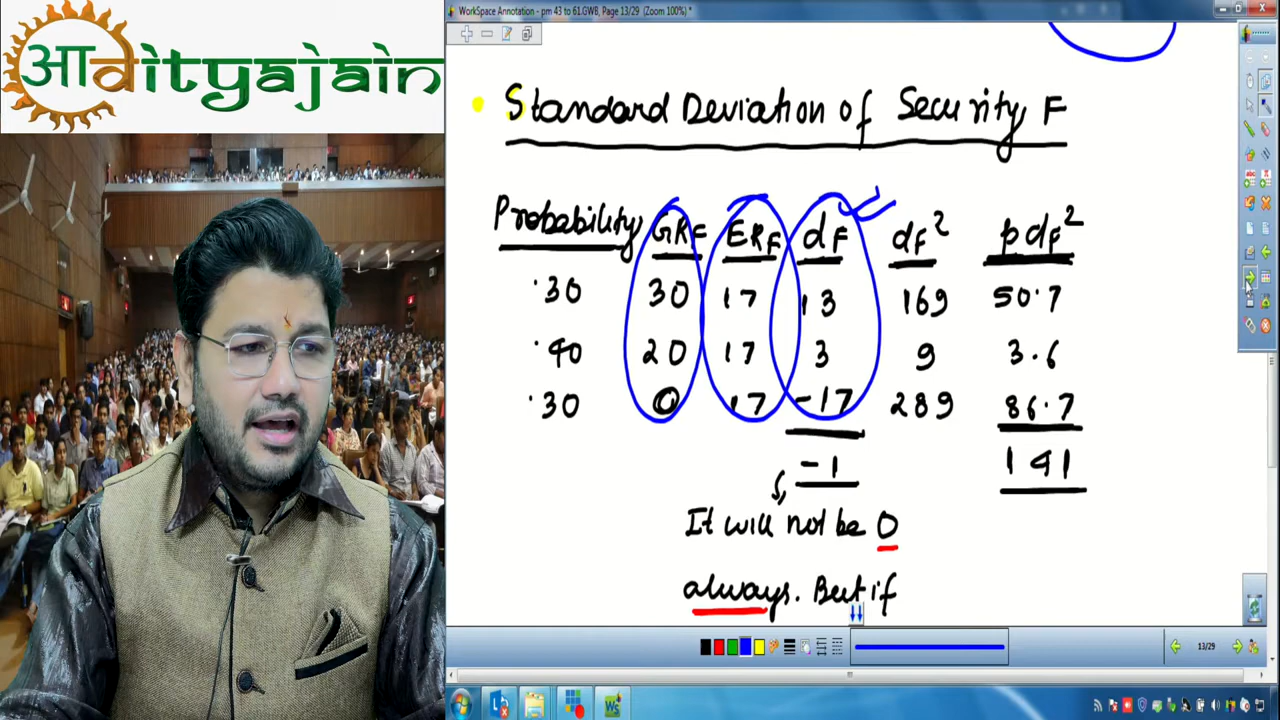 WorkSpace Annotation - pm 43 to 61.GWB, Page 13/29 (Zoom 100%) *
आdityajain
Standard Deviation of Security F
Probability GRF ERF dF dF² pdF²
.30 30 17 13 169 50.7
.40 20 17 3 9 3.6
.30 0 17 -17 289 86.7
-1 141
It will not be 0
always. But if
13/29